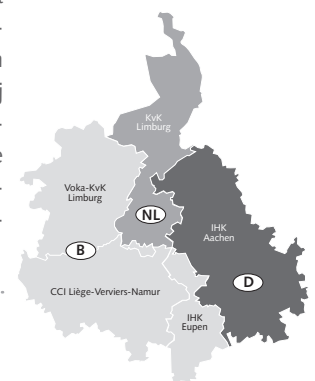 KvK
Limburg
Voka-KvK
Limburg
NL
IHK
Aachen
B
D
CCI Liège-Verviers-Namur
IHK
Eupen